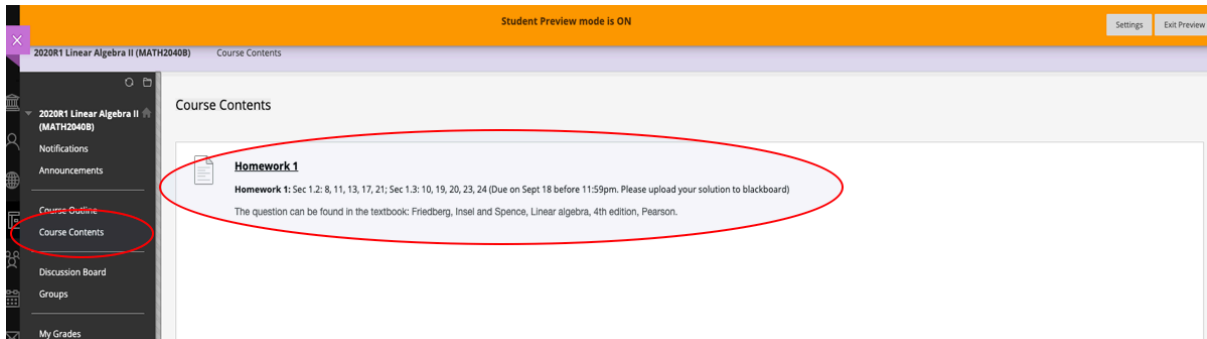 Student Preview mode is ON
Settings
Exit Preview
2020R1 Linear Algebra II (MATH2040B)
Course Contents
2020R1 Linear Algebra II
(MATH2040B)
Notifications
Announcements
Course Outline
Course Contents
Discussion Board
Groups
My Grades
Course Contents
Homework 1
Homework 1: Sec 1.2: 8, 11, 13, 17, 21; Sec 1.3: 10, 19, 20, 23, 24 (Due on Sept 18 before 11:59pm. Please upload your solution to blackboard)
The question can be found in the textbook: Friedberg, Insel and Spence, Linear algebra, 4th edition, Pearson.